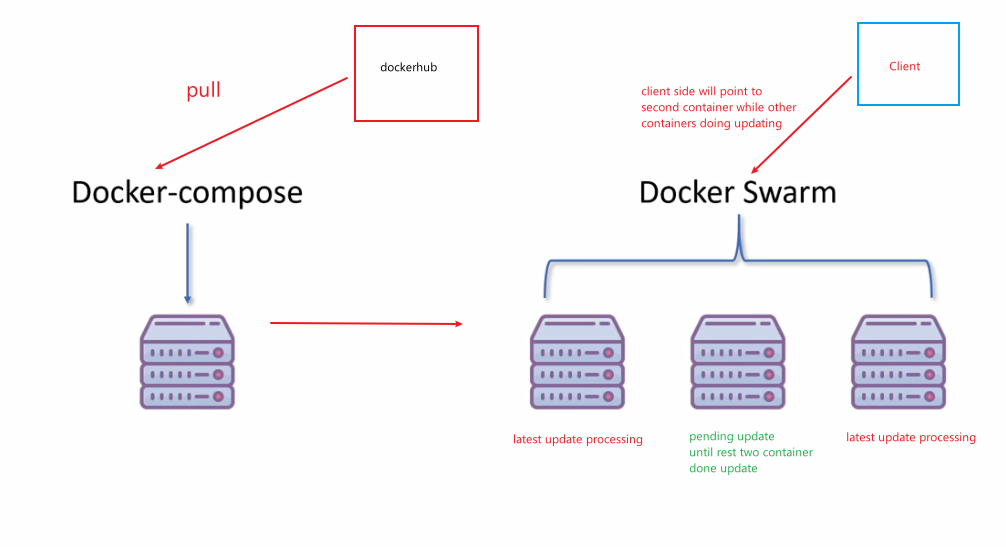 dockerhub
pull
Docker-compose
Client
client side will point to
second container while other
containers doing updating
Docker Swarm
latest update processing
pending update
until rest two container
done update
latest update processing